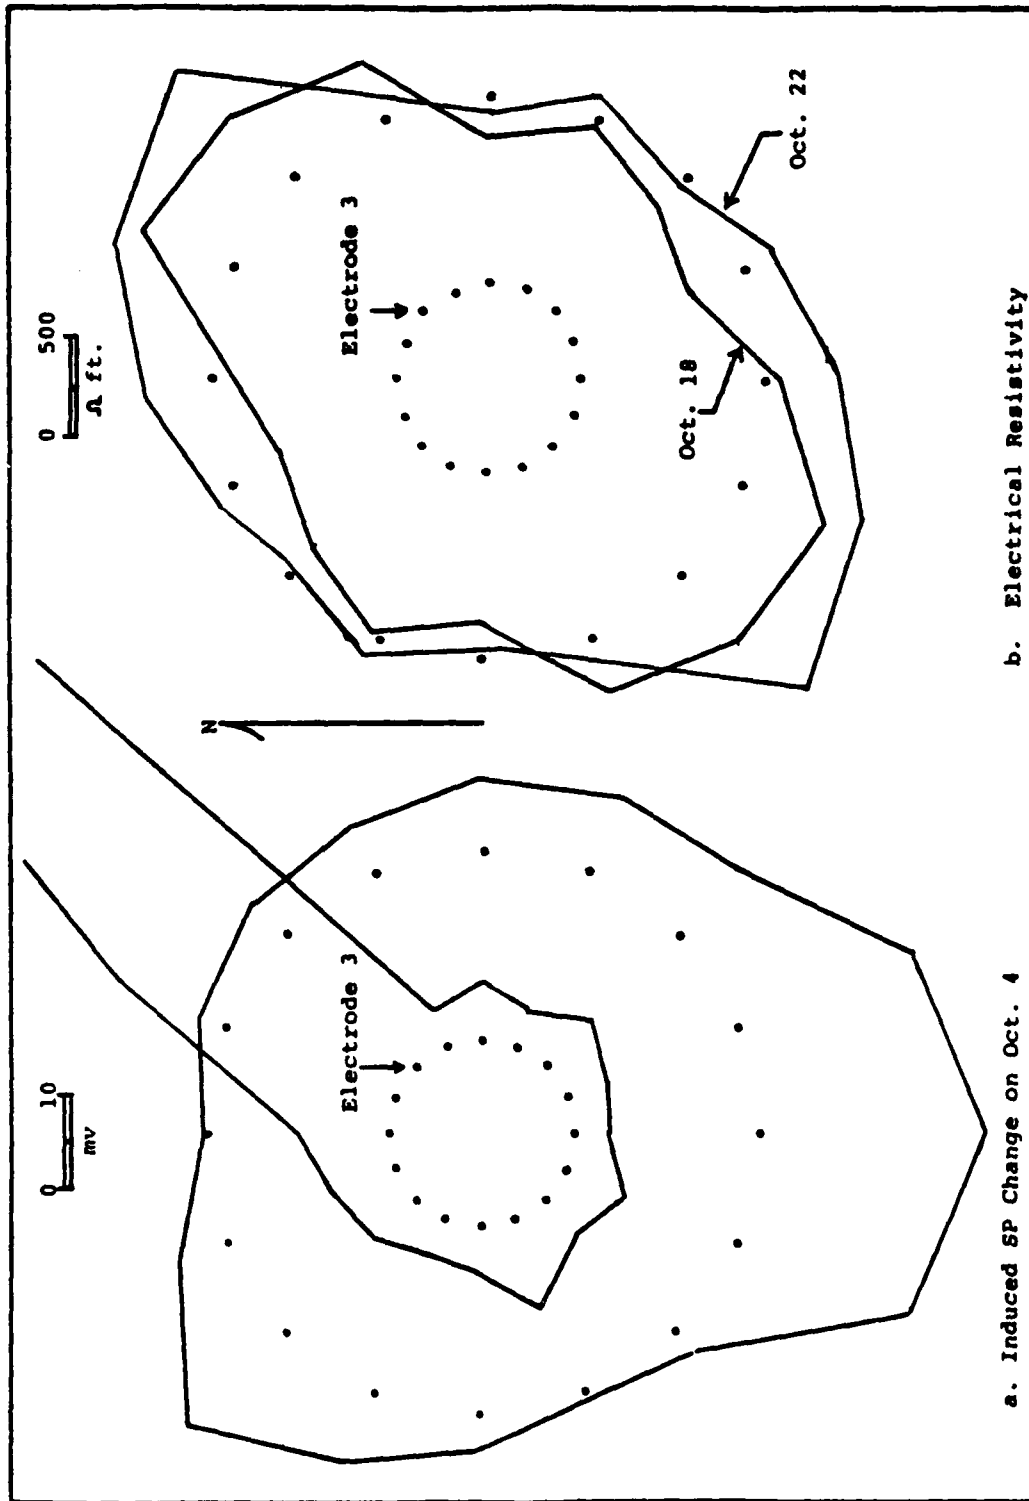 0 10
mv
N
Electrode 3
a. Induced SP Change on Oct. 4
0 500
Ω ft.
Electrode 3
Oct. 18
Oct. 22
b. Electrical Resistivity